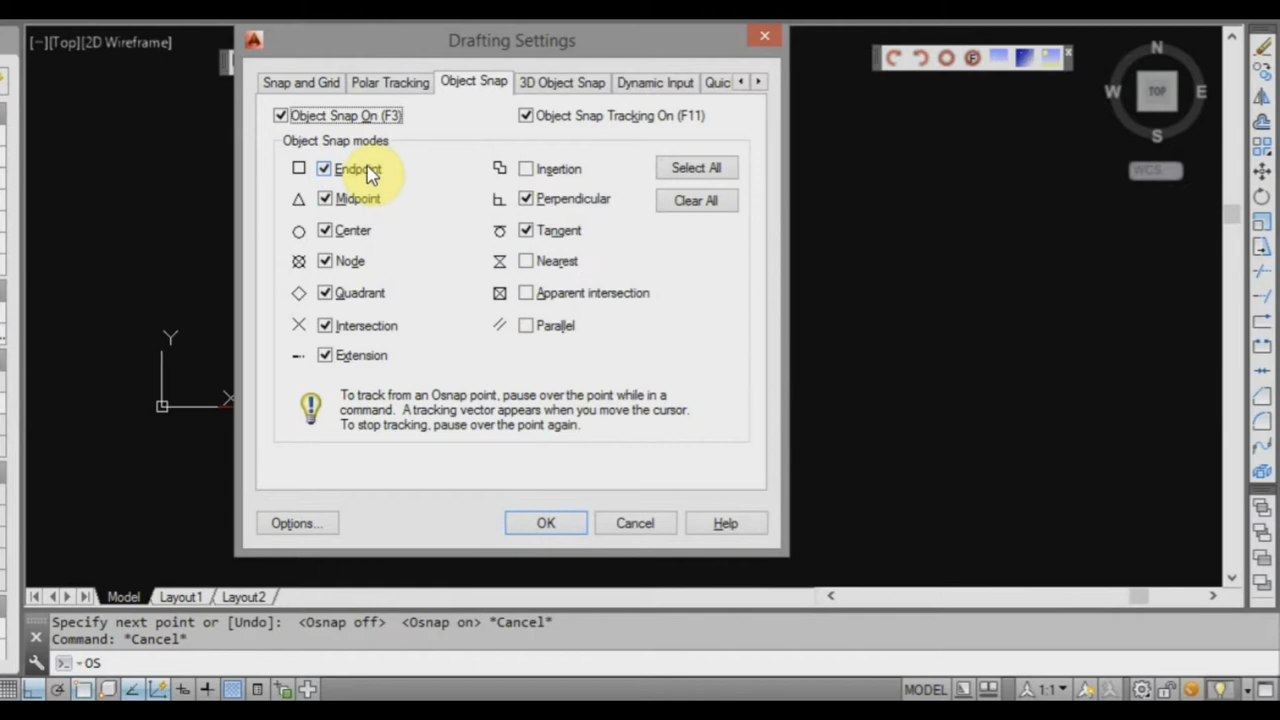 [−][Top][2D Wireframe]
Drafting Settings
Snap and Grid
Polar Tracking
Object Snap
3D Object Snap
Dynamic Input
Quic
Object Snap On (F3)
Object Snap Tracking On (F11)
Object Snap modes
Endpoint
Insertion
Select All
Midpoint
Perpendicular
Clear All
Center
Tangent
Node
Nearest
Quadrant
Apparent intersection
Intersection
Parallel
Extension
To track from an Osnap point, pause over the point while in a
command. A tracking vector appears when you move the cursor.
To stop tracking, pause over the point again.
Options...
OK
Cancel
Help
N
W
TOP
E
S
WCS
Y
X
Model
Layout1
Layout2
Specify next point or [Undo]: <Osnap off> <Osnap on> *Cancel*
Command: *Cancel*
OS
MODEL
1:1